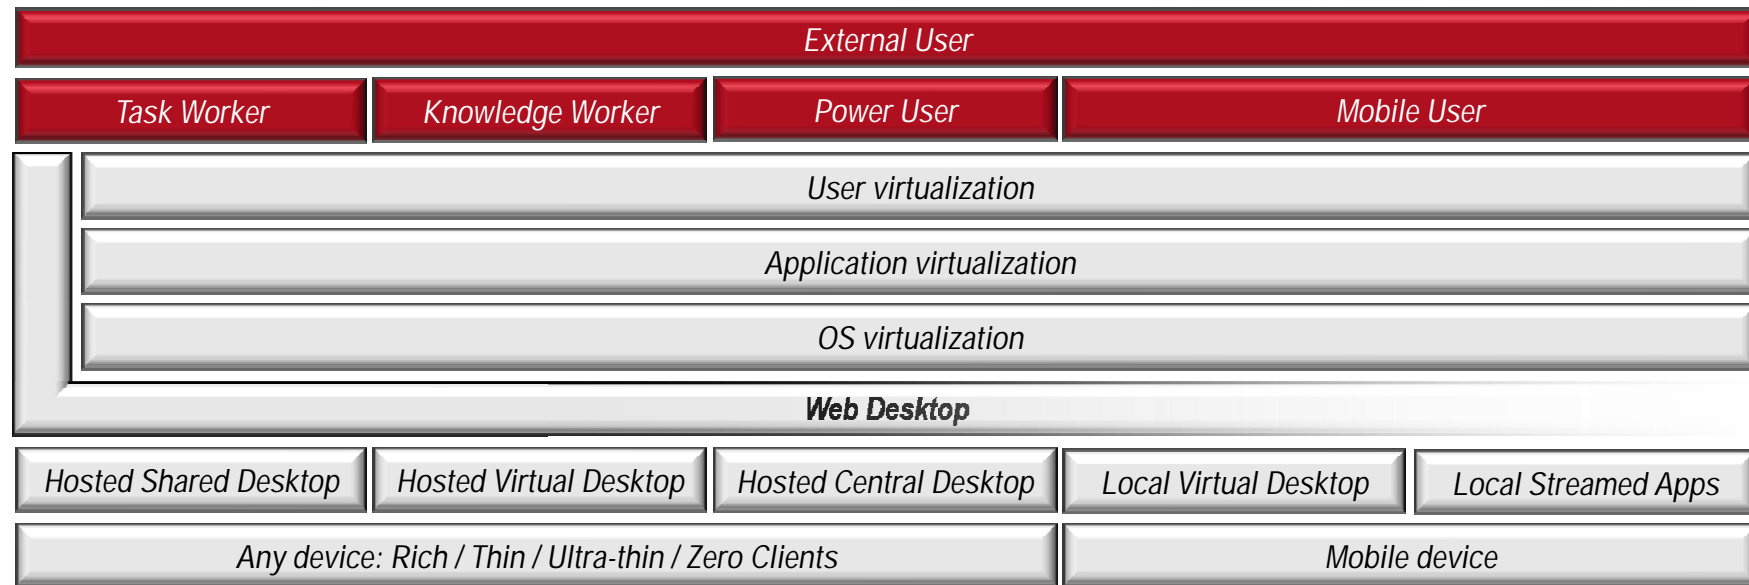 External User
Task Worker
Knowledge Worker
Power User
Mobile User
User virtualization
Application virtualization
OS virtualization
Web Desktop
Hosted Shared Desktop
Hosted Virtual Desktop
Hosted Central Desktop
Local Virtual Desktop
Local Streamed Apps
Any device: Rich / Thin / Ultra-thin / Zero Clients
Mobile device